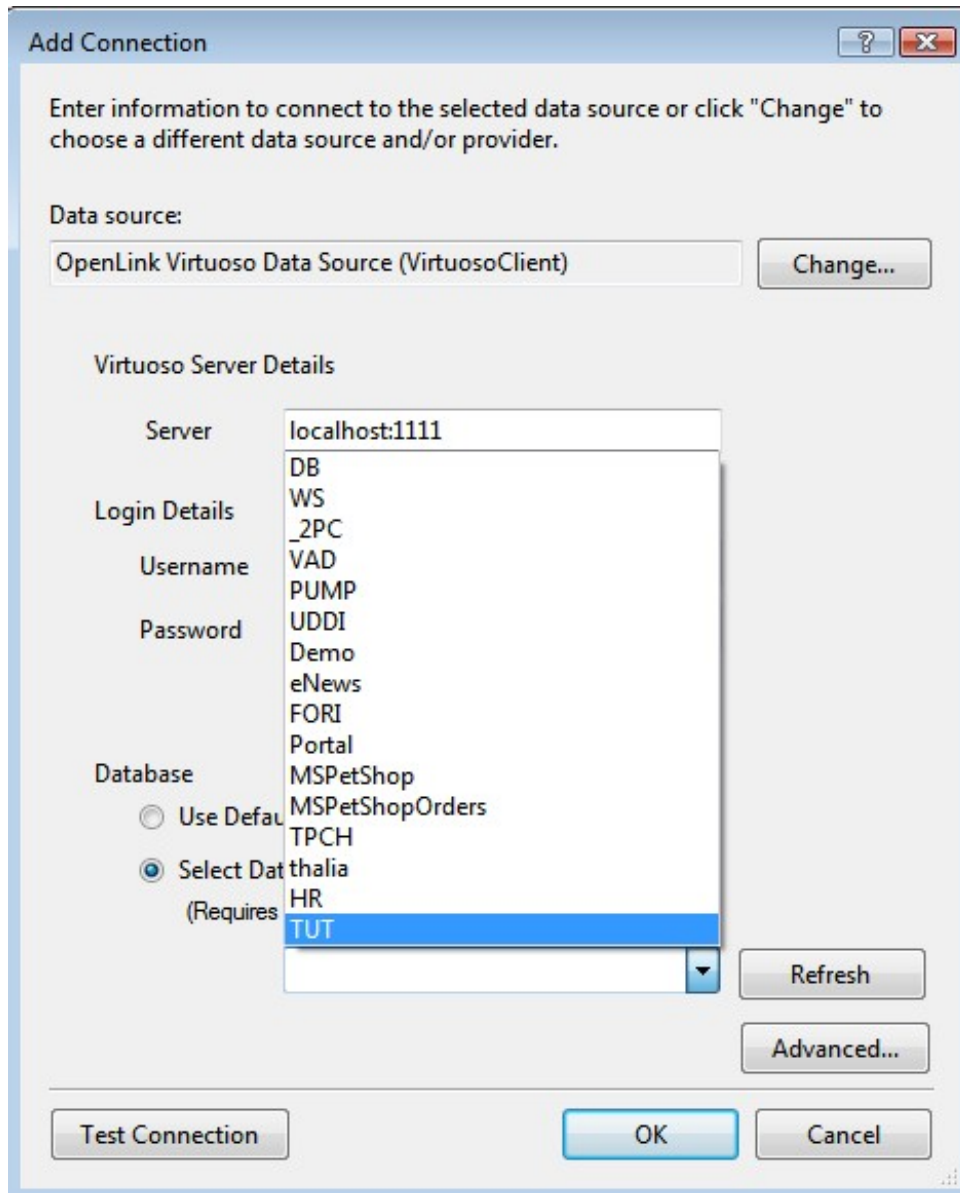 Add Connection
Enter information to connect to the selected data source or click "Change" to
choose a different data source and/or provider.
Data source:
OpenLink Virtuoso Data Source (VirtuosoClient)
Change...
Virtuoso Server Details
Server
localhost:1111
DB
WS
Login Details
_2PC
VAD
Username
PUMP
UDDI
Password
Demo
eNews
FORI
Portal
Database
MSPetShop
MSPetShopOrders
Use Defau
TPCH
Select Dat
thalia
HR
(Requires
TUT
Refresh
Advanced...
Test Connection
OK
Cancel